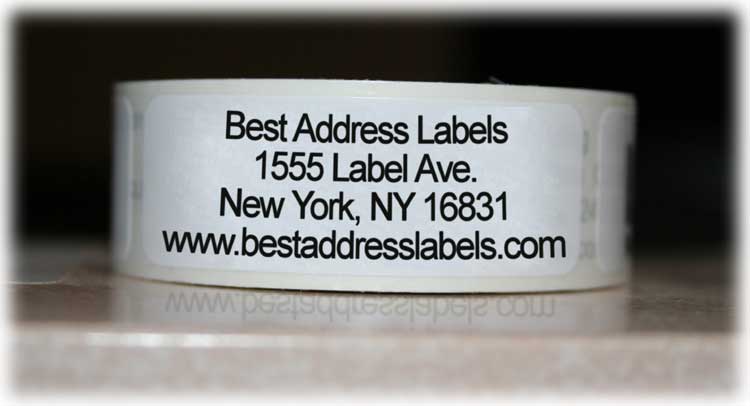 Best Address Labels
1555 Label Ave.
New York, NY 16831
www.bestaddresslabels.com